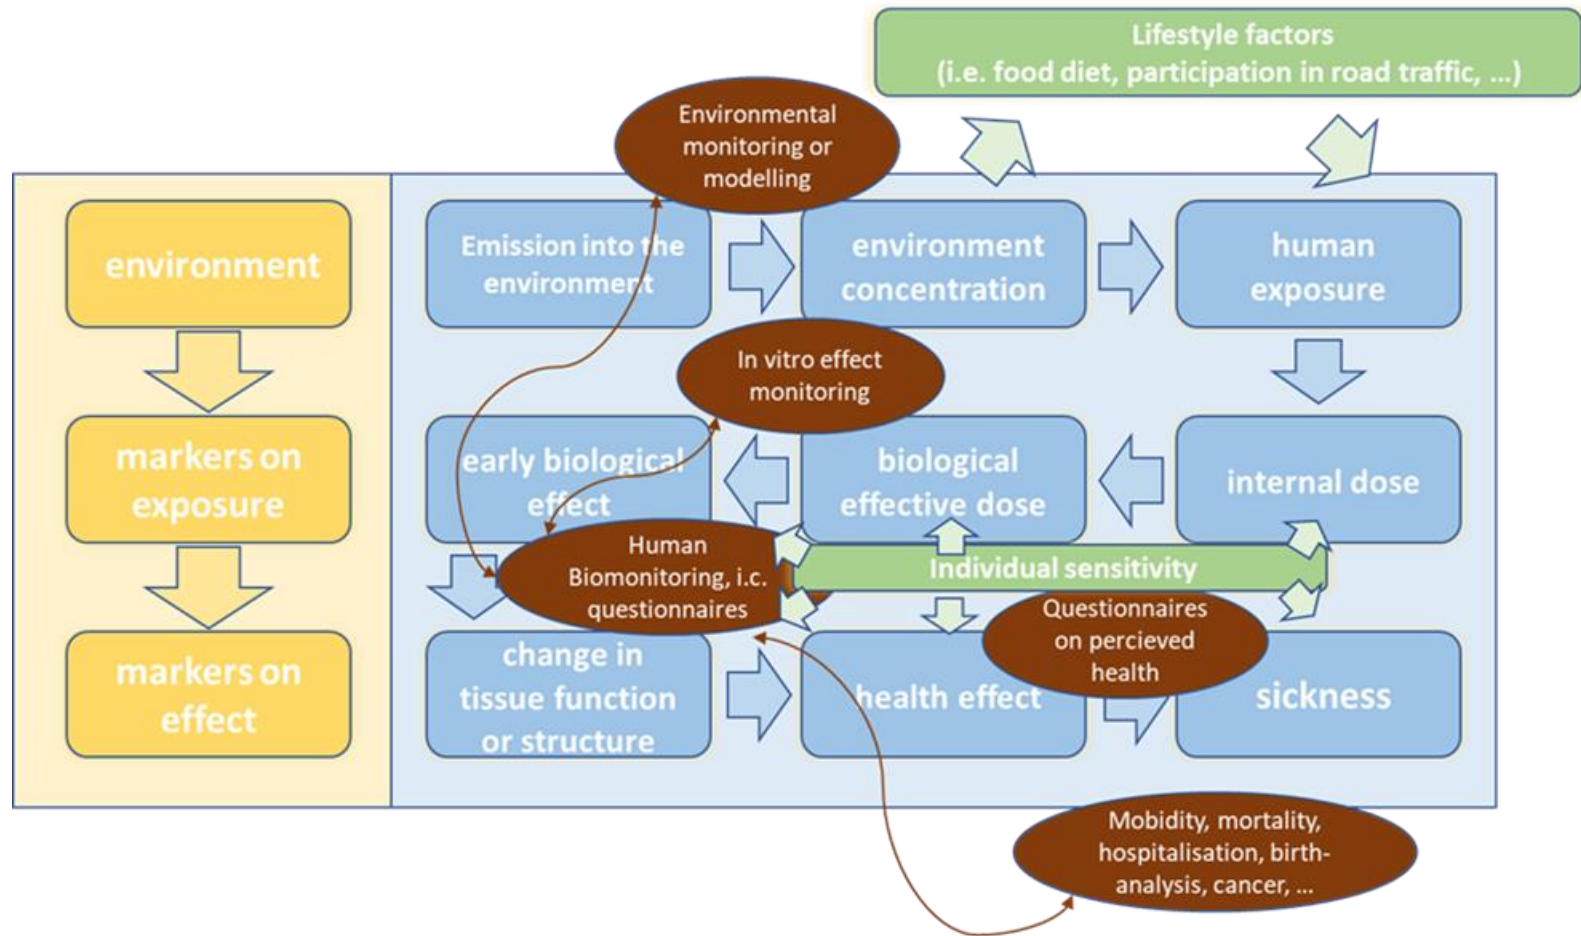 Lifestyle factors
(i.e. food diet, participation in road traffic, ...)
Environmental
monitoring or
modelling
environment
Emission into the
environment
environment
concentration
human
exposure
In vitro effect
monitoring
markers on
exposure
early biological
effect
biological
effective dose
internal dose
Human
Biomonitoring, i.c.
questionnaires
Individual sensitivity
Questionnaires
on percieved
health
markers on
effect
change in
tissue function
or structure
health effect
sickness
Mobidity, mortality,
hospitalisation, birth-
analysis, cancer, ...